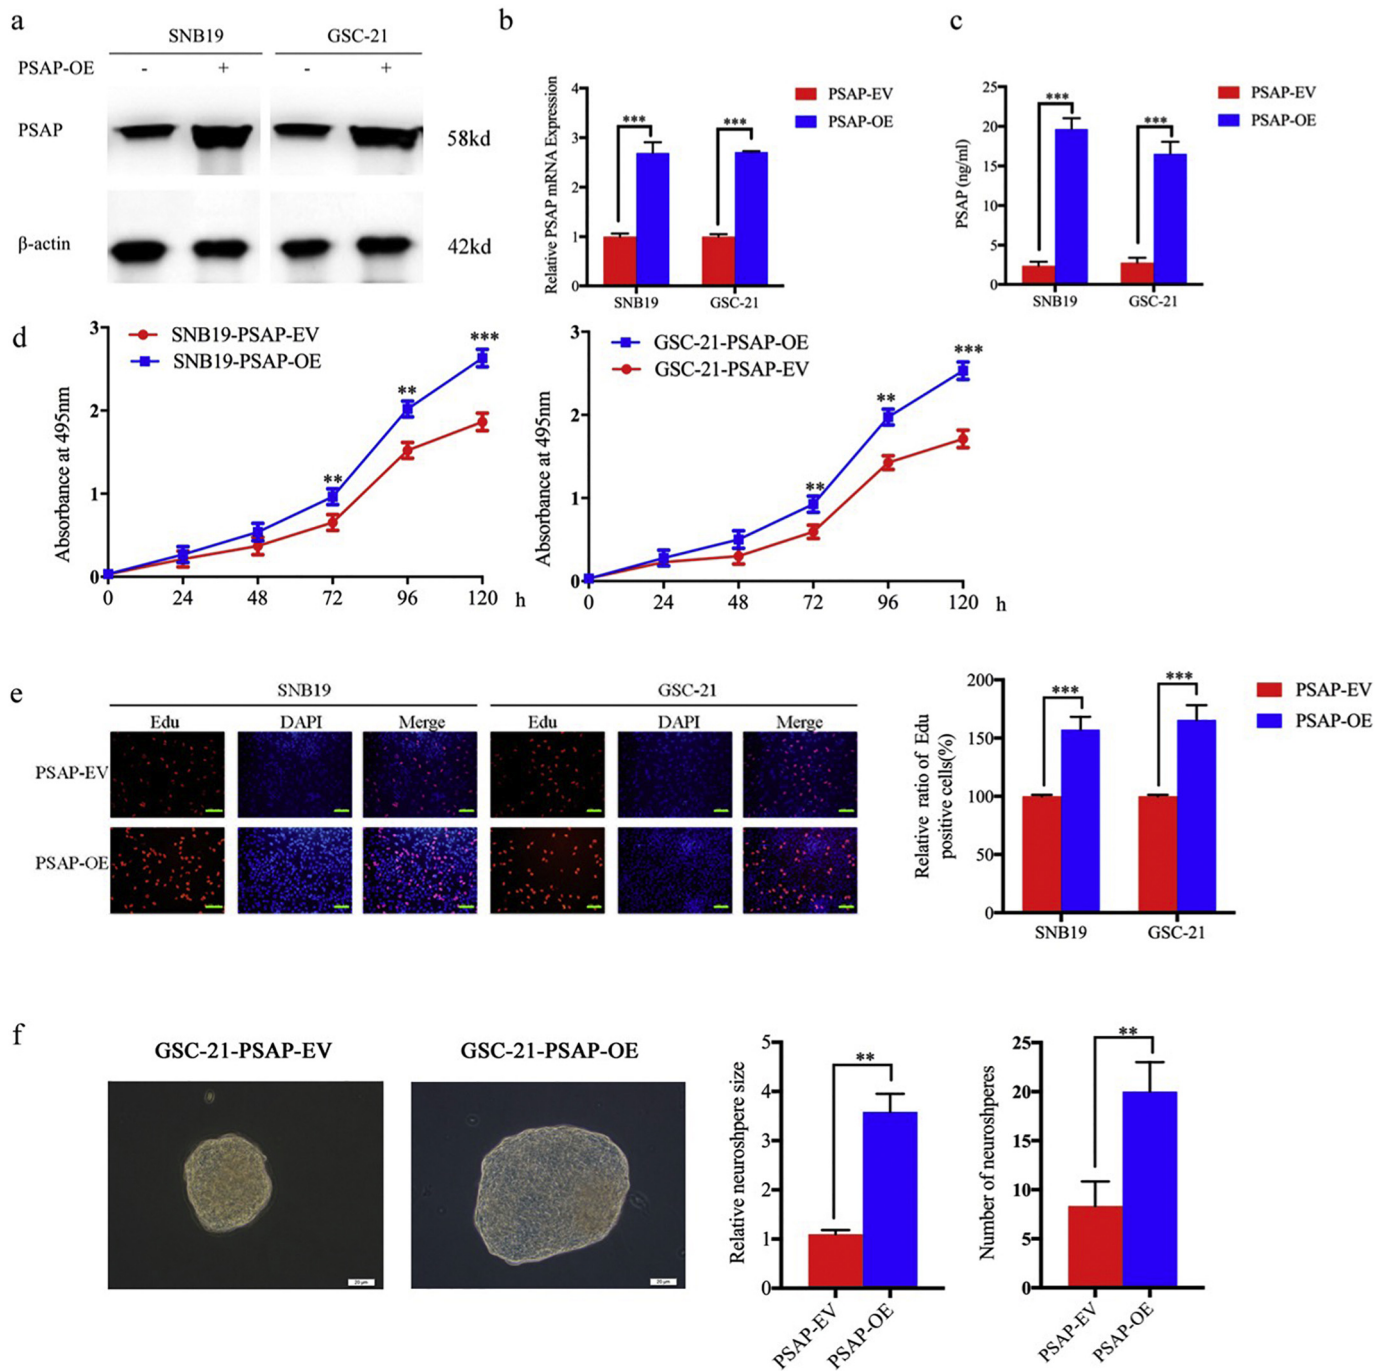 a
SNB19 GSC-21
PSAP-OE - + - +
PSAP 58kd
β-actin 42kd
b
Relative PSAP mRNA Expression
4
3
2
1
0
*** ***
SNB19 GSC-21
PSAP-EV
PSAP-OE
c
PSAP (ng/ml)
25
20
15
10
5
0
*** ***
SNB19 GSC-21
PSAP-EV
PSAP-OE
d
Absorbance at 495nm
3
2
1
0
SNB19-PSAP-EV
SNB19-PSAP-OE
** ** ***
0 24 48 72 96 120 h
Absorbance at 495nm
3
2
1
0
GSC-21-PSAP-OE
GSC-21-PSAP-EV
** ** ***
0 24 48 72 96 120 h
e
SNB19 GSC-21
Edu DAPI Merge Edu DAPI Merge
PSAP-EV
PSAP-OE
Relative ratio of Edu
positive cells(%)
200
150
100
50
0
*** ***
SNB19 GSC-21
PSAP-EV
PSAP-OE
f
GSC-21-PSAP-EV GSC-21-PSAP-OE
20 μm 20 μm
Relative neuroshpere size
5
4
3
2
1
0
**
PSAP-EV PSAP-OE
Number of neuroshperes
25
20
15
10
5
0
**
PSAP-EV PSAP-OE